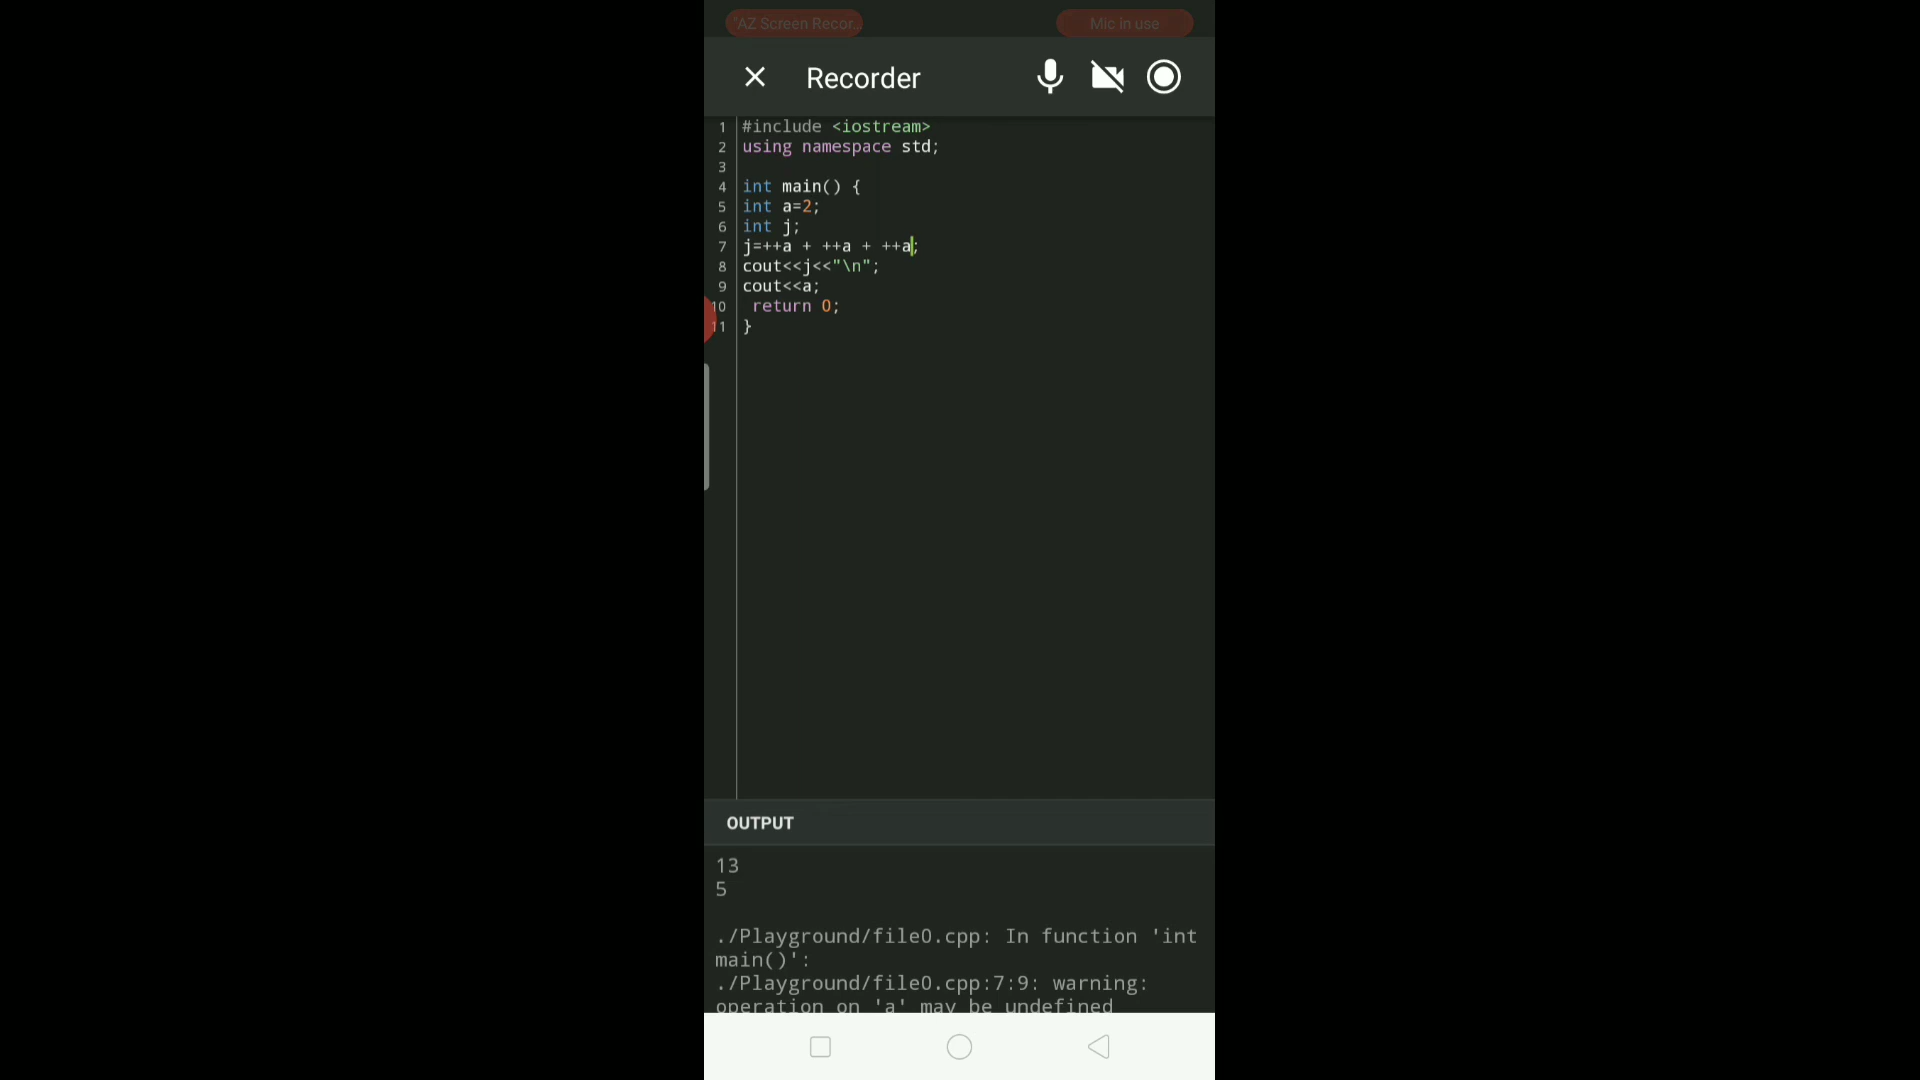 "AZ Screen Recor... Mic in use
Recorder
1 #include <iostream>
2 using namespace std;
3
4 int main() {
5 int a=2;
6 int j;
7 j=++a + ++a + ++a;
8 cout<<j<<"\n";
9 cout<<a;
10  return 0;
11 }
OUTPUT
13
5
./Playground/file0.cpp: In function 'int
main()':
./Playground/file0.cpp:7:9: warning:
operation on 'a' may be undefined